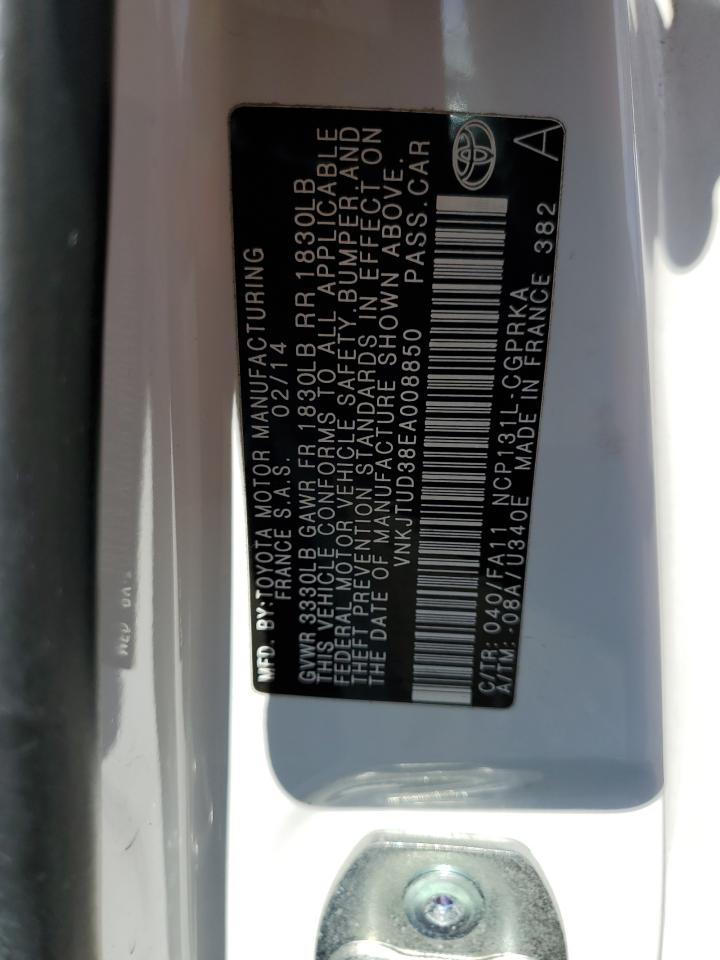 MFD. BY:TOYOTA MOTOR MANUFACTURING
FRANCE S.A.S. 02/14
GVWR 3330LB GAWR FR 1830LB RR 1830LB
THIS VEHICLE CONFORMS TO ALL APPLICABLE
FEDERAL MOTOR VEHICLE SAFETY, BUMPER, AND
THEFT PREVENTION STANDARDS IN EFFECT ON
THE DATE OF MANUFACTURE SHOWN ABOVE.
VNKJTUD38EA008850 PASS.CAR
C/TR: 040/FA11 NCP131L-CGPRKA
A/TM: -08A/U340E MADE IN FRANCE 382 A